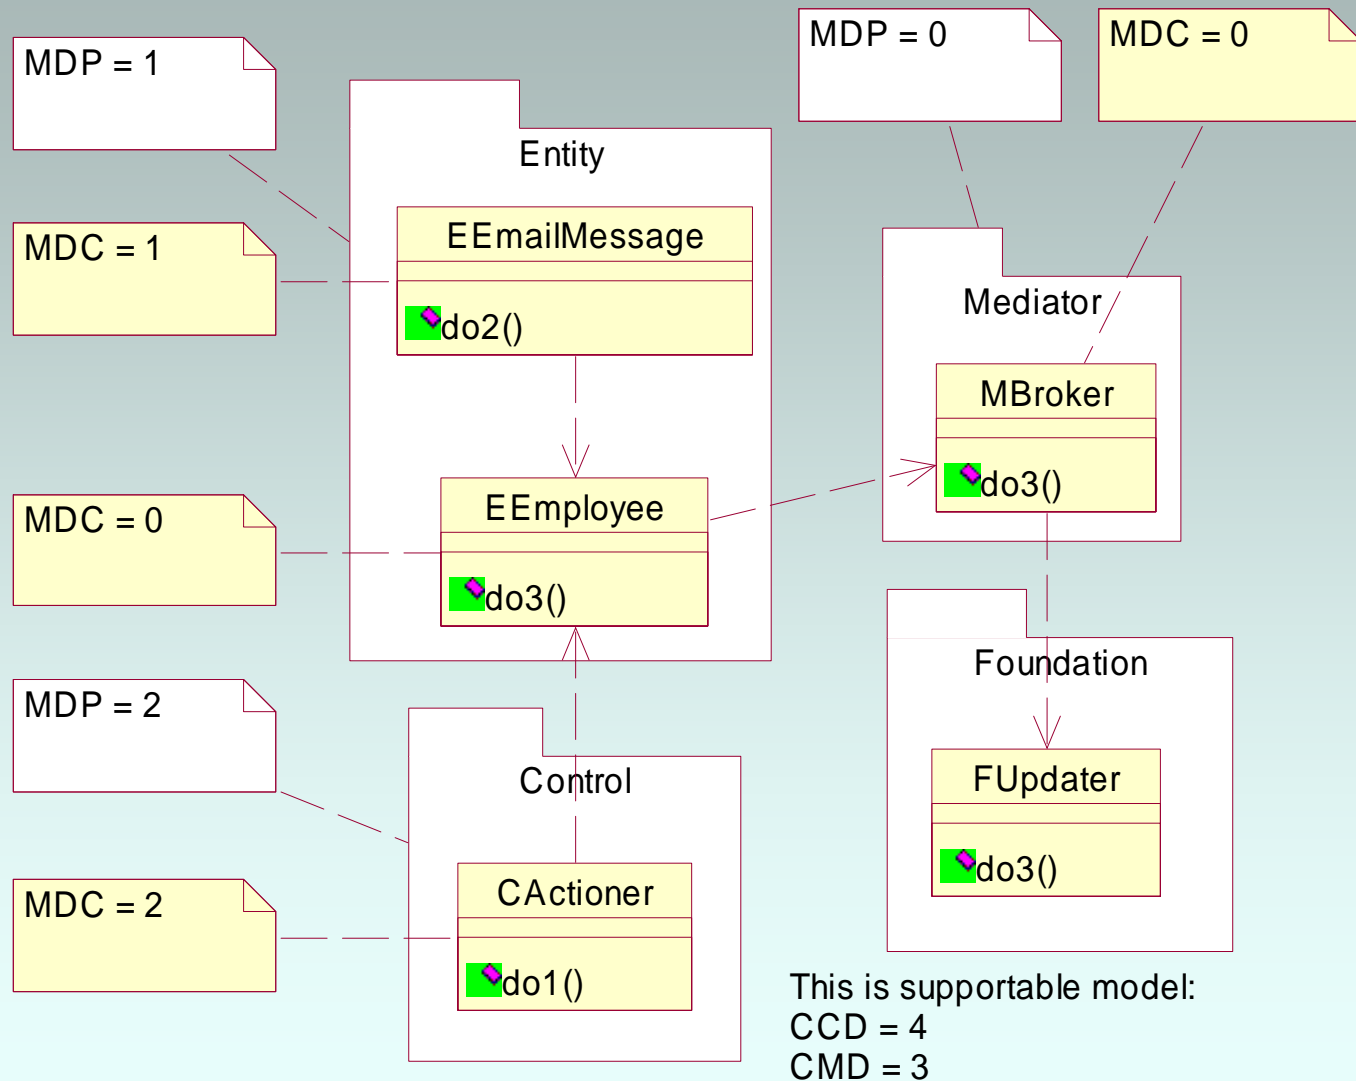 MDP = 1
MDP = 0
MDC = 0
Entity
MDC = 1
EEmailMessage
do2()
Mediator
MBroker
do3()
MDC = 0
EEmployee
do3()
Foundation
FUpdater
do3()
MDP = 2
Control
MDC = 2
CActioner
do1()
This is supportable model:
CCD = 4
CMD = 3